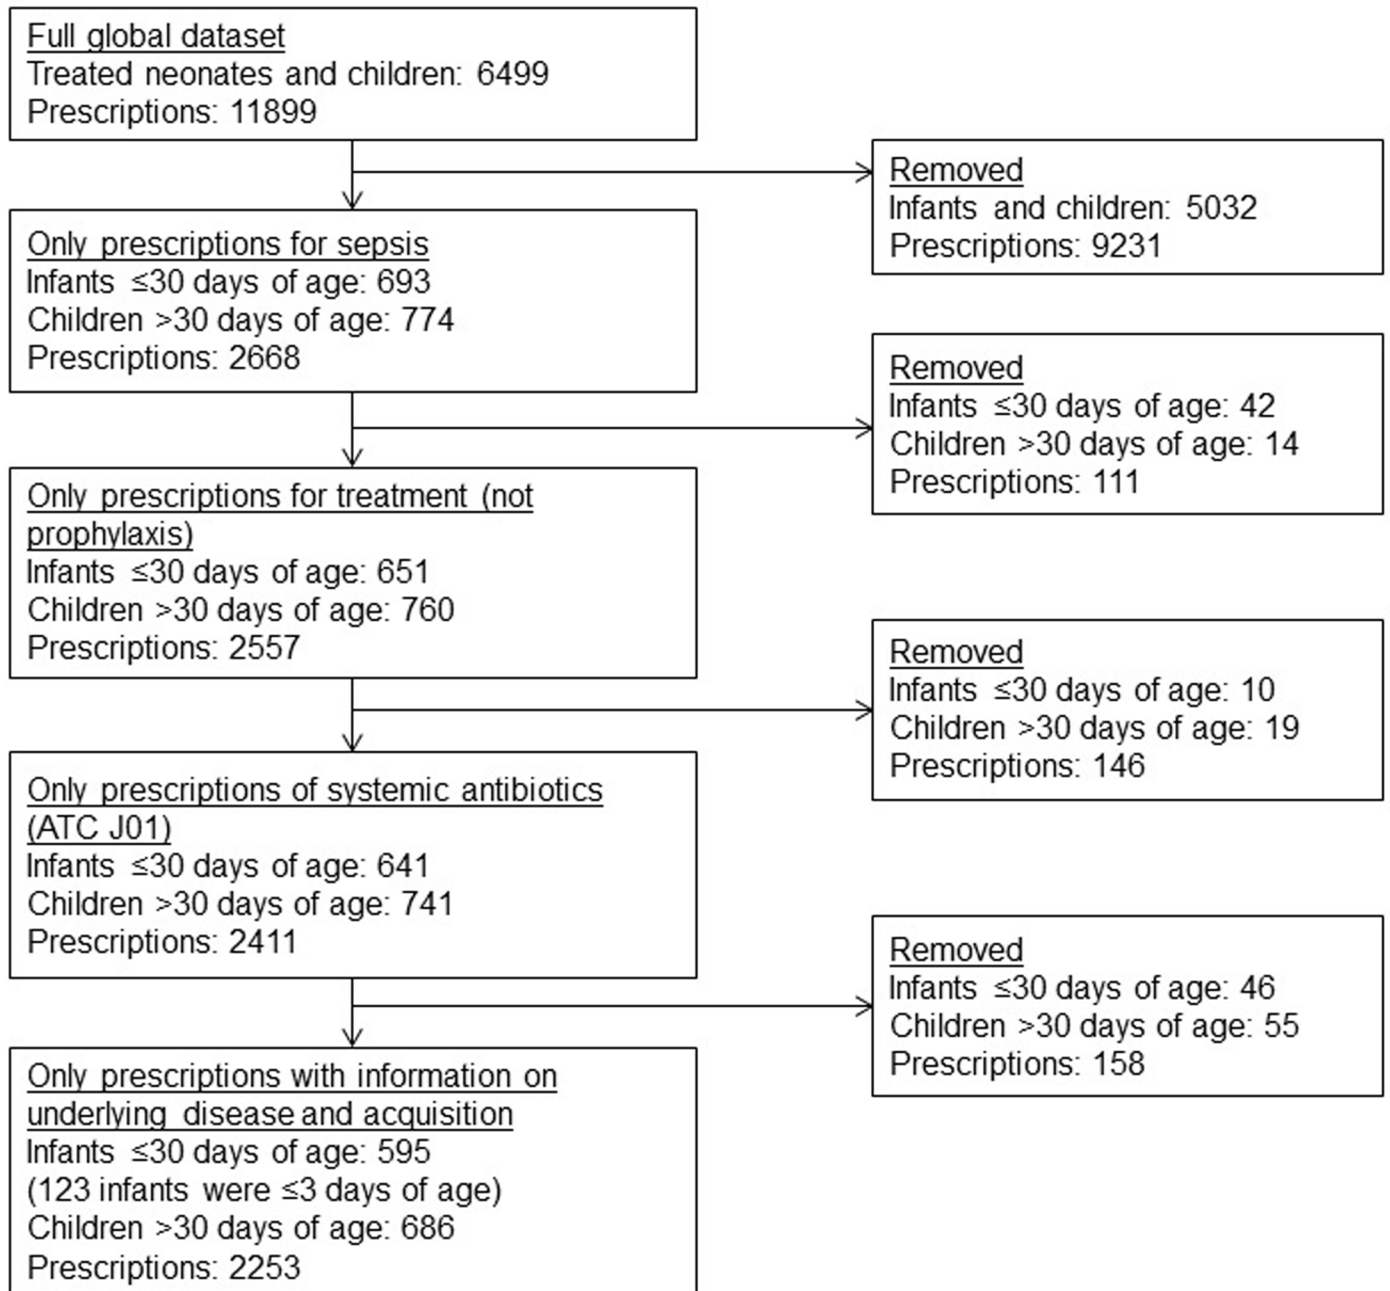 Full global dataset
Treated neonates and children: 6499
Prescriptions: 11899
Removed
Infants and children: 5032
Prescriptions: 9231
Only prescriptions for sepsis
Infants ≤30 days of age: 693
Children >30 days of age: 774
Prescriptions: 2668
Removed
Infants ≤30 days of age: 42
Children >30 days of age: 14
Prescriptions: 111
Only prescriptions for treatment (not
prophylaxis)
Infants ≤30 days of age: 651
Children >30 days of age: 760
Prescriptions: 2557
Removed
Infants ≤30 days of age: 10
Children >30 days of age: 19
Prescriptions: 146
Only prescriptions of systemic antibiotics
(ATC J01)
Infants ≤30 days of age: 641
Children >30 days of age: 741
Prescriptions: 2411
Removed
Infants ≤30 days of age: 46
Children >30 days of age: 55
Prescriptions: 158
Only prescriptions with information on
underlying disease and acquisition
Infants ≤30 days of age: 595
(123 infants were ≤3 days of age)
Children >30 days of age: 686
Prescriptions: 2253